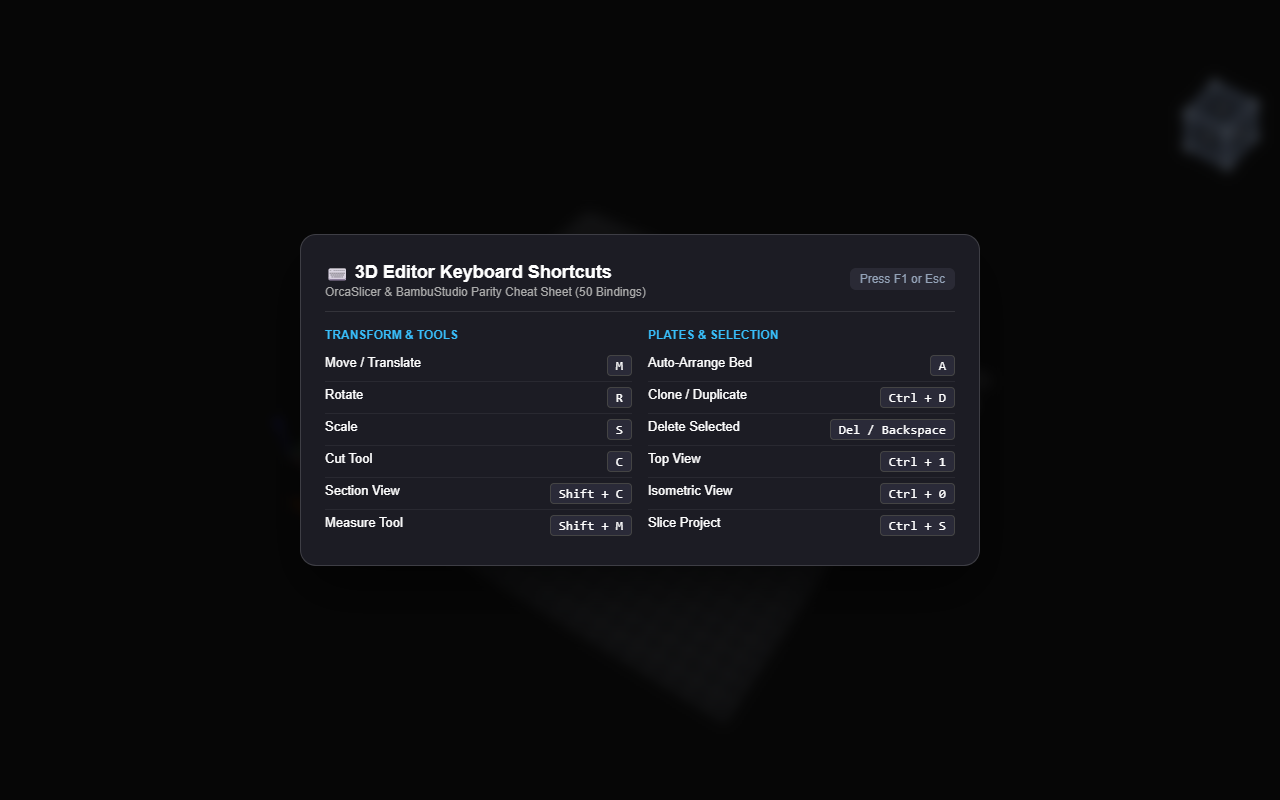 3D Editor Keyboard Shortcuts
OrcaSlicer & BambuStudio Parity Cheat Sheet (50 Bindings)
Press F1 or Esc
TRANSFORM & TOOLS
Move / Translate M
Rotate R
Scale S
Cut Tool C
Section View Shift + C
Measure Tool Shift + M
PLATES & SELECTION
Auto-Arrange Bed A
Clone / Duplicate Ctrl + D
Delete Selected Del / Backspace
Top View Ctrl + 1
Isometric View Ctrl + 0
Slice Project Ctrl + S